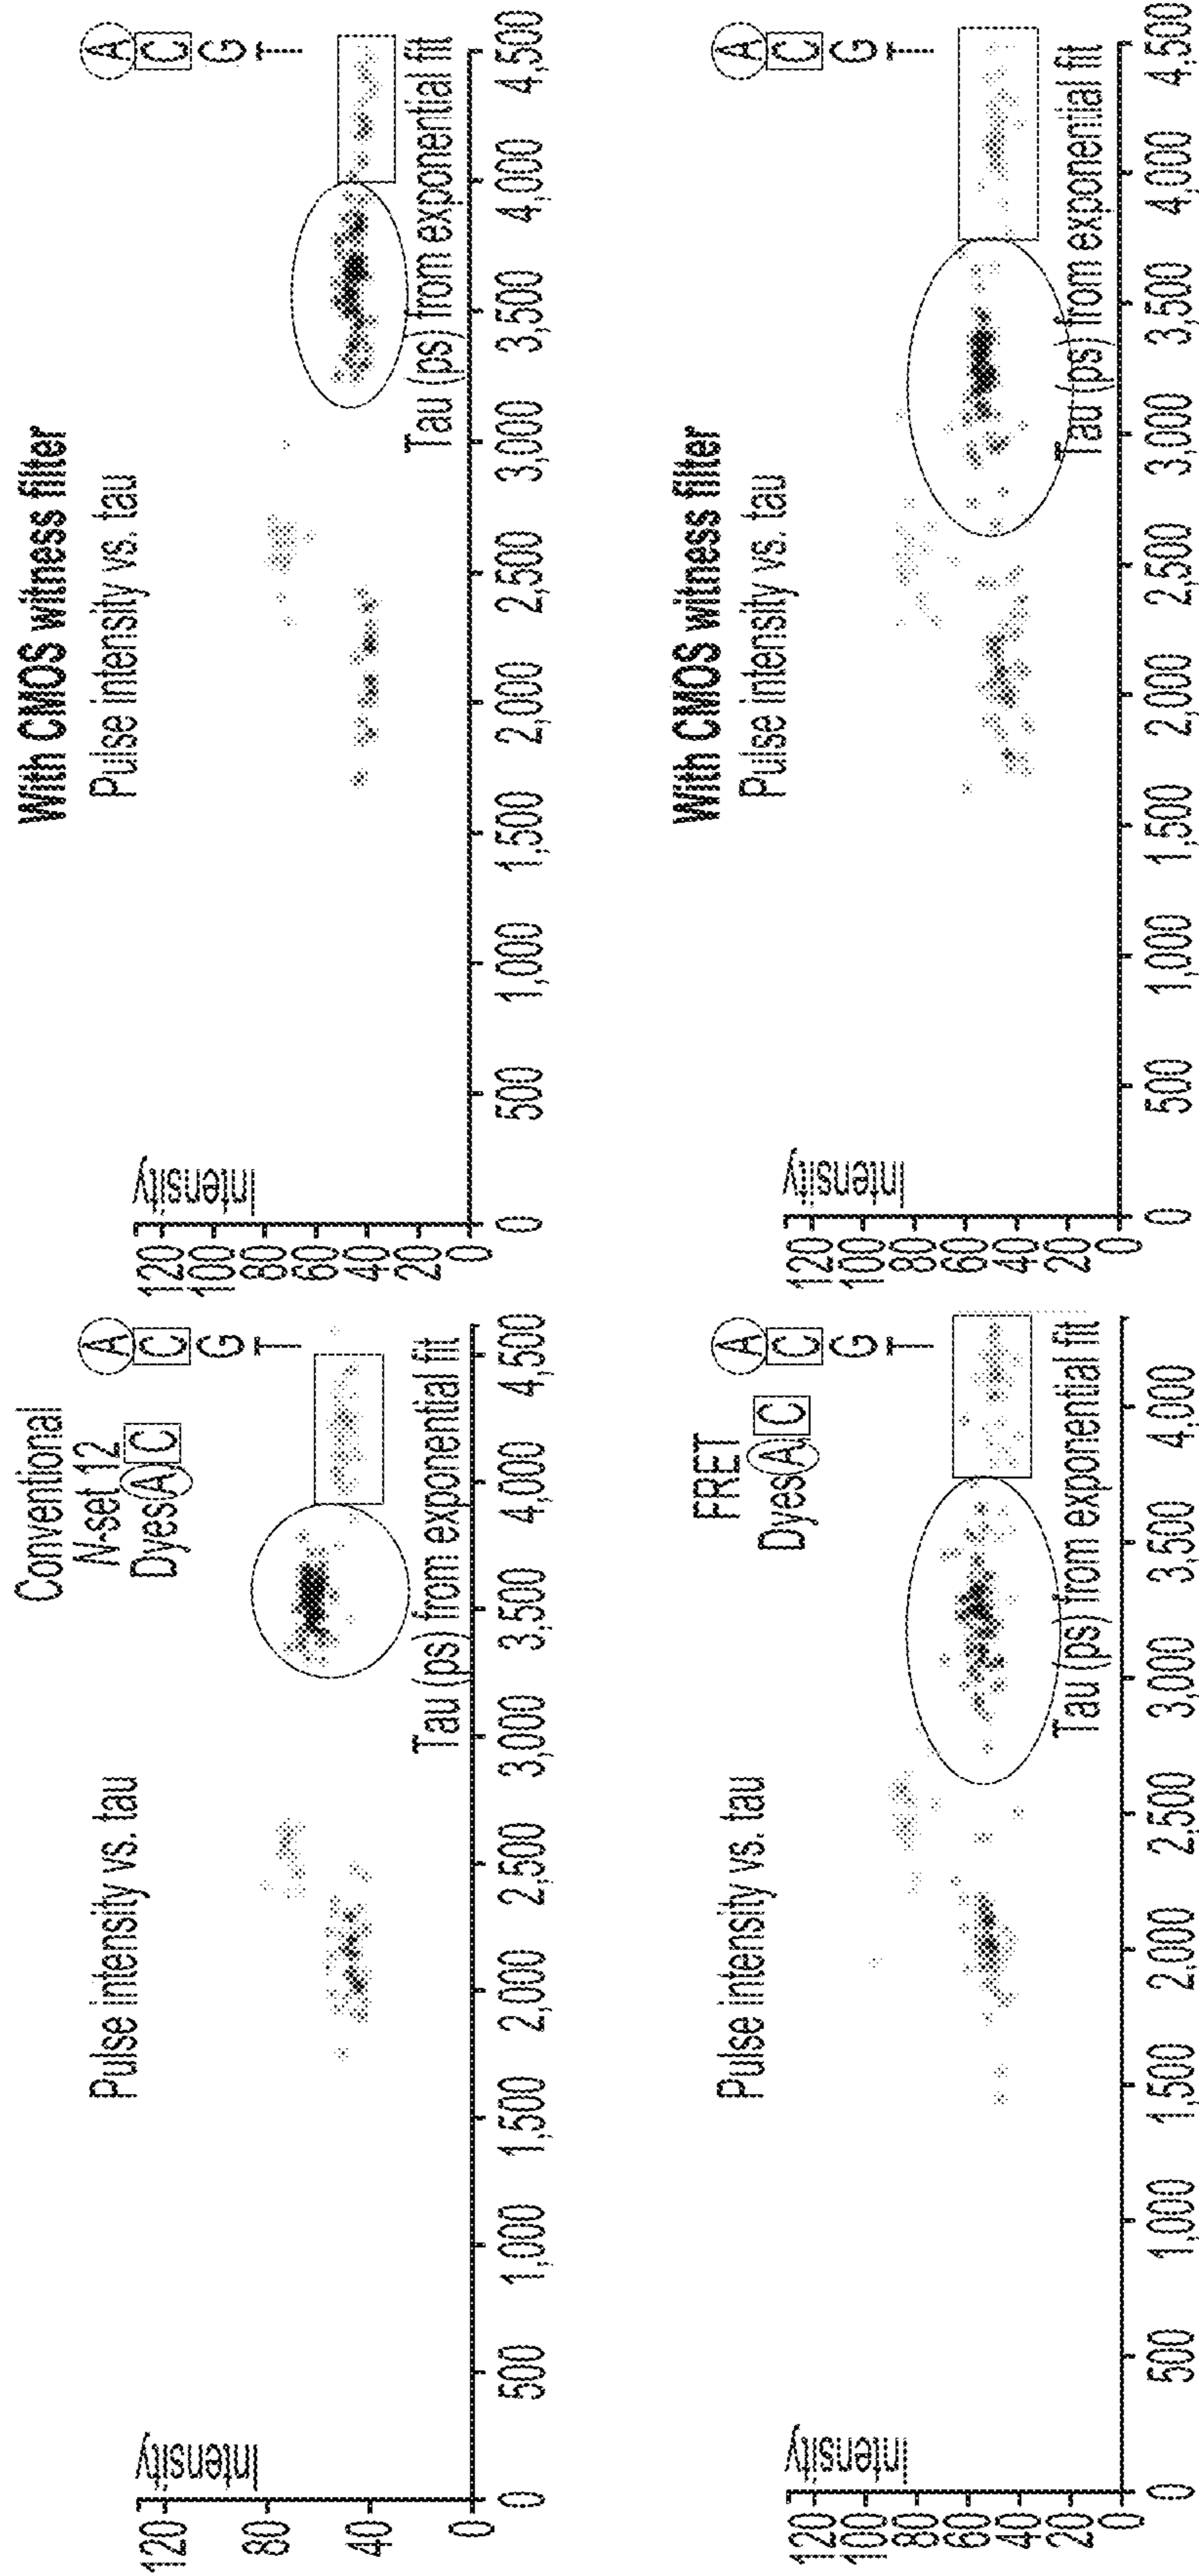 Conventional
N-set 12
Dyes A C
Pulse intensity vs. tau
Intensity
120
80
40
0
A
C
G
T
Tau (ps) from exponential fit
0 500 1,000 1,500 2,000 2,500 3,000 3,500 4,000 4,500
With CMOS witness filter
Pulse intensity vs. tau
Intensity
120
100
80
60
40
20
0
A
C
G
T
Tau (ps) from exponential fit
0 500 1,000 1,500 2,000 2,500 3,000 3,500 4,000 4,500
FRET
Dyes A C
Pulse intensity vs. tau
Intensity
120
100
80
60
40
20
0
A
C
G
T
Tau (ps) from exponential fit
0 500 1,000 1,500 2,000 2,500 3,000 3,500 4,000
With CMOS witness filter
Pulse intensity vs. tau
Intensity
120
100
80
60
40
20
0
A
C
G
T
Tau (ps) from exponential fit
0 500 1,000 1,500 2,000 2,500 3,000 3,500 4,000 4,500